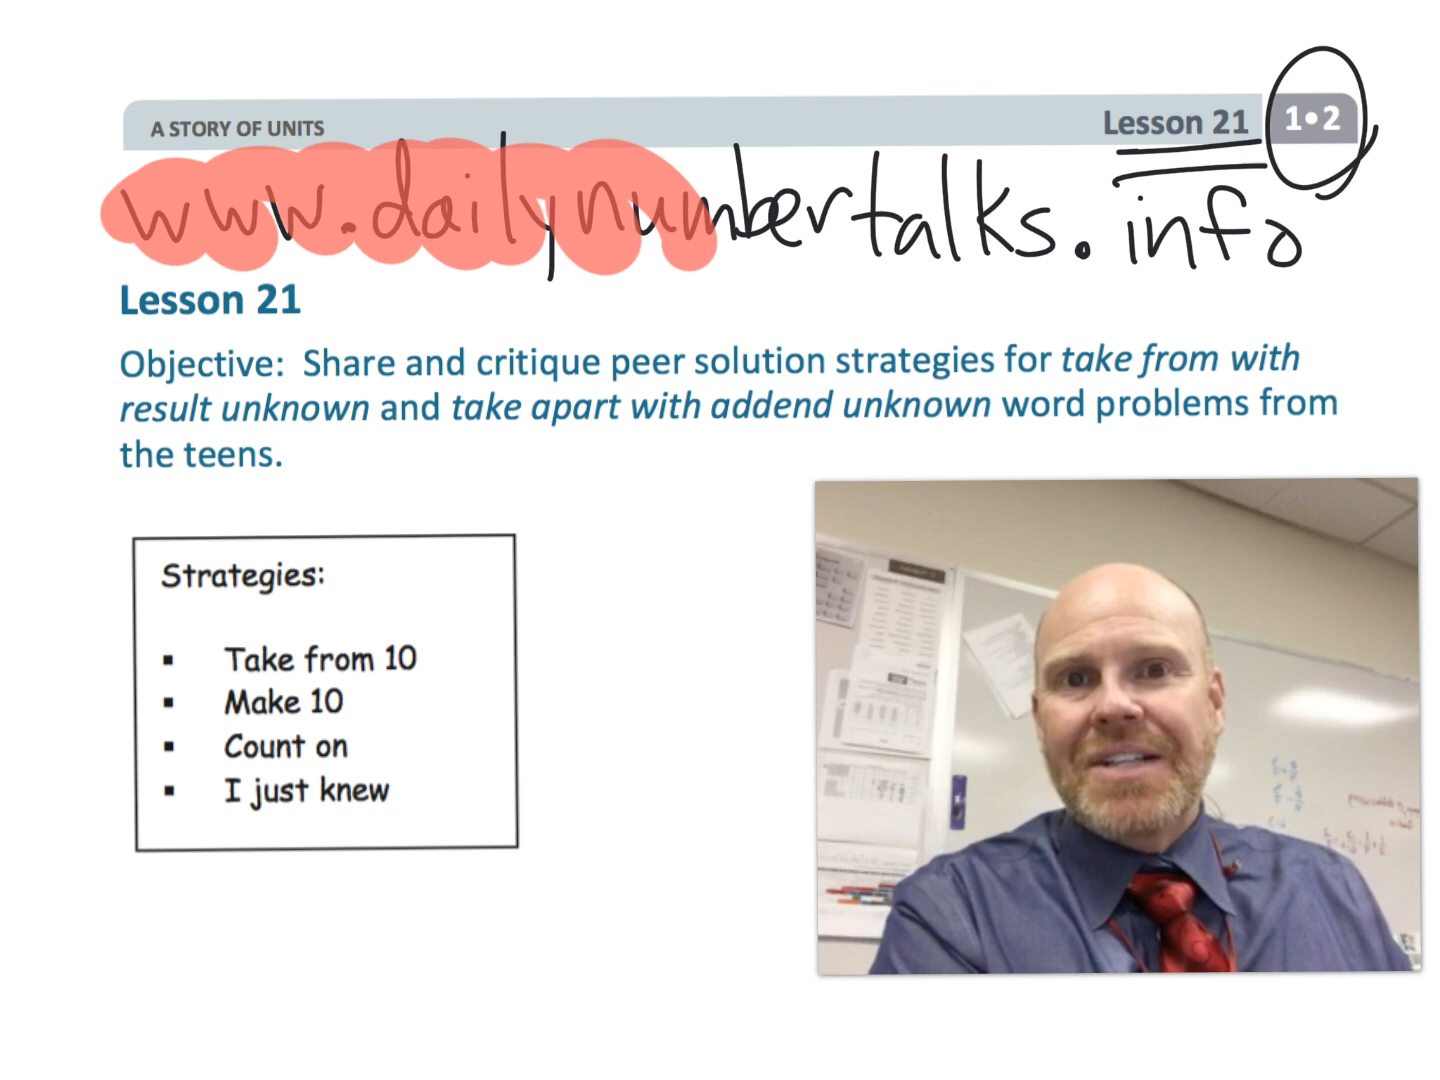 A STORY OF UNITS Lesson 21 1•2
www.dailynumbertalks.info
Lesson 21
Objective: Share and critique peer solution strategies for take from with
result unknown and take apart with addend unknown word problems from
the teens.
Strategies:
▪ Take from 10
▪ Make 10
▪ Count on
▪ I just knew